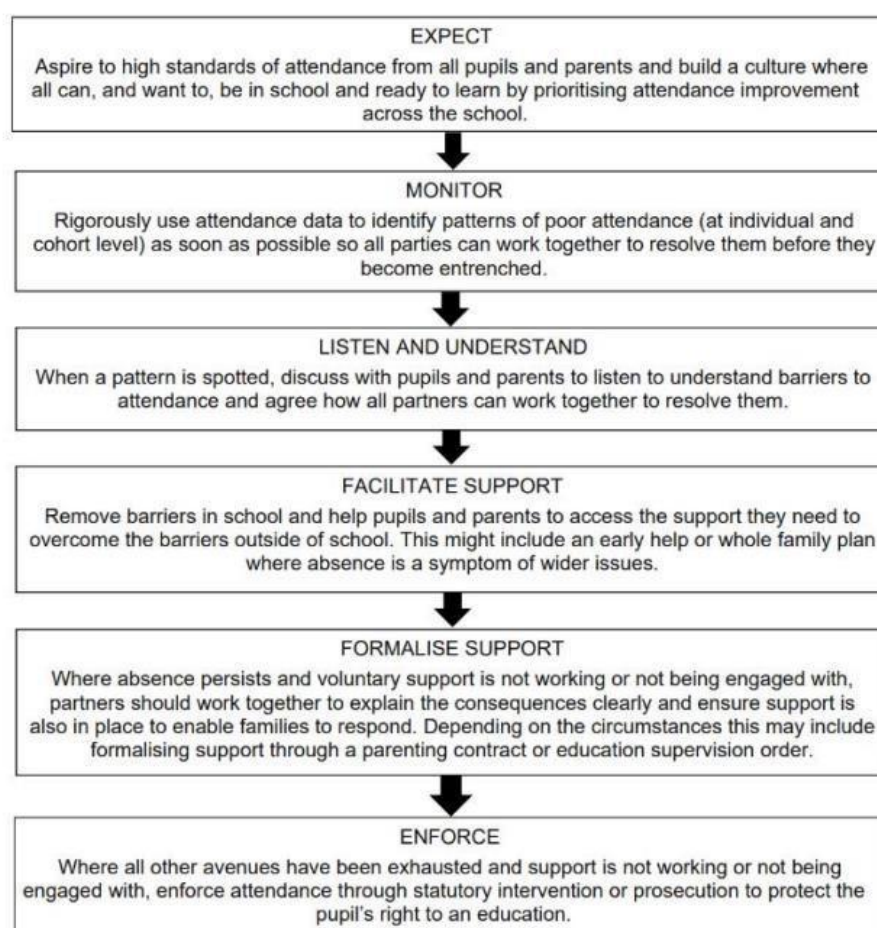 EXPECT
Aspire to high standards of attendance from all pupils and parents and build a culture where
all can, and want to, be in school and ready to learn by prioritising attendance improvement
across the school.
MONITOR
Rigorously use attendance data to identify patterns of poor attendance (at individual and
cohort level) as soon as possible so all parties can work together to resolve them before they
become entrenched.
LISTEN AND UNDERSTAND
When a pattern is spotted, discuss with pupils and parents to listen to understand barriers to
attendance and agree how all partners can work together to resolve them.
FACILITATE SUPPORT
Remove barriers in school and help pupils and parents to access the support they need to
overcome the barriers outside of school. This might include an early help or whole family plan
where absence is a symptom of wider issues.
FORMALISE SUPPORT
Where absence persists and voluntary support is not working or not being engaged with,
partners should work together to explain the consequences clearly and ensure support is
also in place to enable families to respond. Depending on the circumstances this may include
formalising support through a parenting contract or education supervision order.
ENFORCE
Where all other avenues have been exhausted and support is not working or not being
engaged with, enforce attendance through statutory intervention or prosecution to protect the
pupil's right to an education.